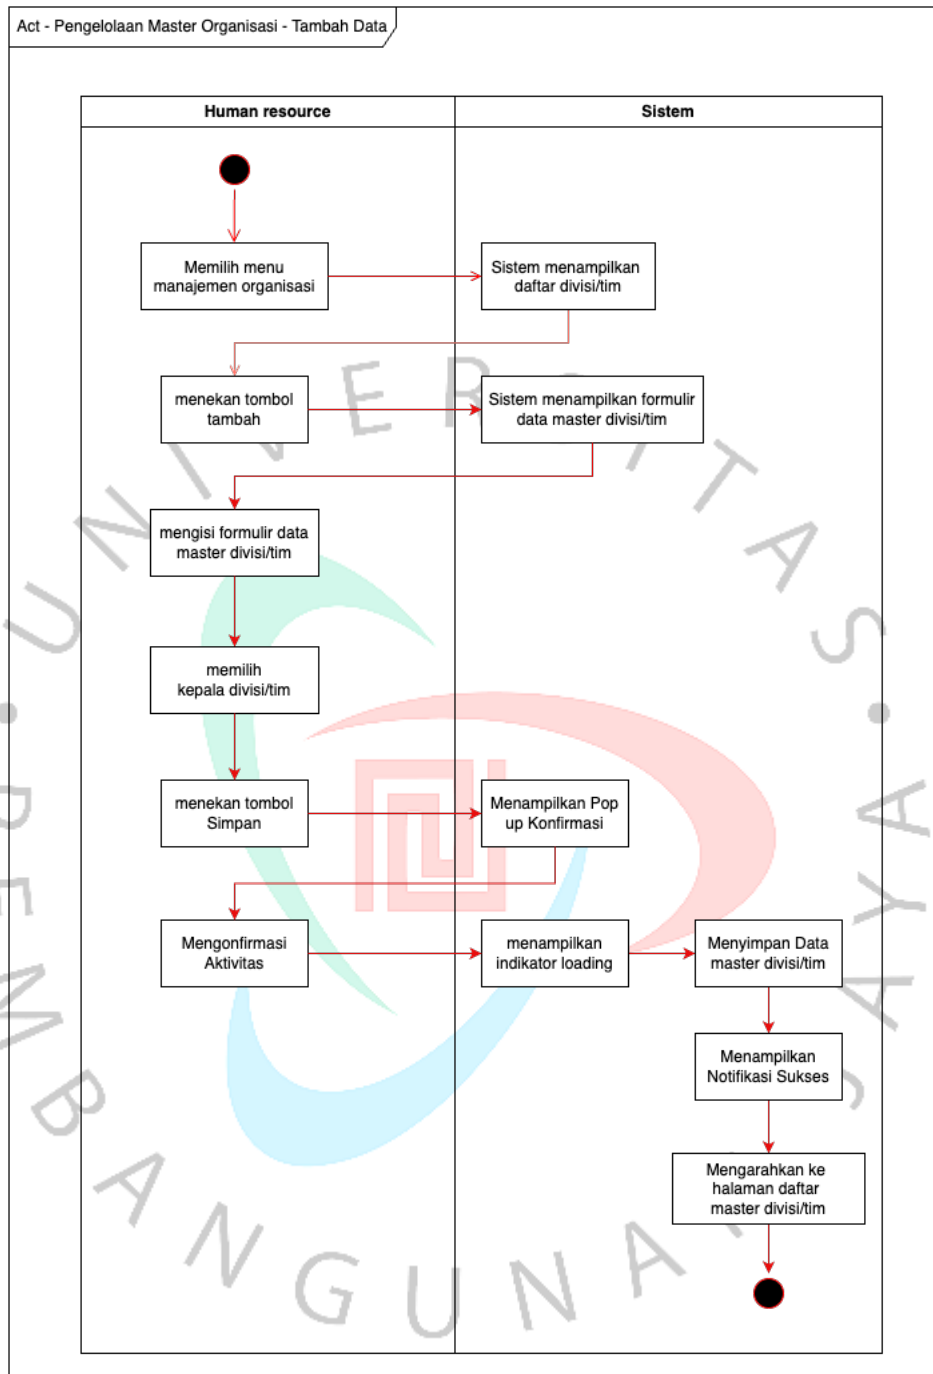 Act - Pengelolaan Master Organisasi - Tambah Data
Human resource
Sistem
Memilih menu
manajemen organisasi
Sistem menampilkan
daftar divisi/tim
menekan tombol
tambah
Sistem menampilkan formulir
data master divisi/tim
mengisi formulir data
master divisi/tim
memilih
kepala divisi/tim
menekan tombol
Simpan
Menampilkan Pop
up Konfirmasi
Mengonfirmasi
Aktivitas
menampilkan
indikator loading
Menyimpan Data
master divisi/tim
Menampilkan
Notifikasi Sukses
Mengarahkan ke
halaman daftar
master divisi/tim
UNIVERSITAS
PEMBANGUNAN JAYA